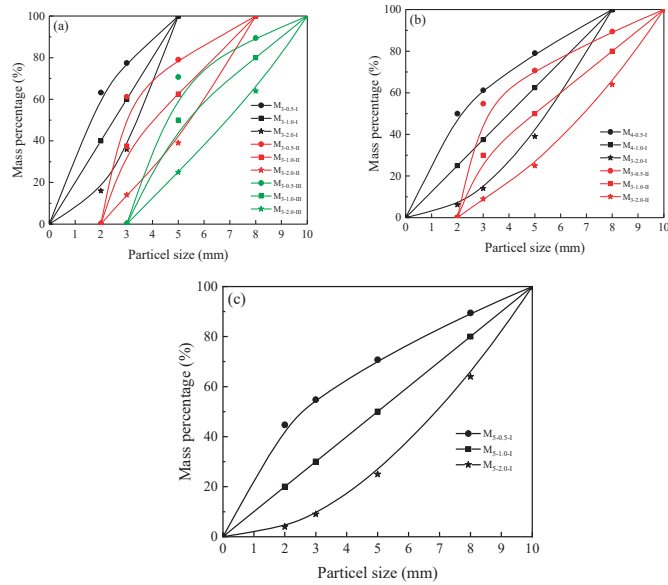 (a)
Mass percentage (%)
100
80
60
40
20
0
M3-0.5-I
M3-1.0-I
M3-2.0-I
M3-0.5-II
M3-1.0-II
M3-2.0-II
M3-0.5-III
M3-1.0-III
M3-2.0-III
0 1 2 3 4 5 6 7 8 9 10
Particel size (mm)
(b)
Mass percentage (%)
100
80
60
40
20
0
M4-0.5-I
M4-1.0-I
M3-2.0-I
M3-0.5-II
M3-1.0-II
M3-2.0-II
0 1 2 3 4 5 6 7 8 9 10
Particel size (mm)
(c)
Mass percentage (%)
100
80
60
40
20
0
M5-0.5-I
M5-1.0-I
M5-2.0-I
0 1 2 3 4 5 6 7 8 9 10
Particel size (mm)